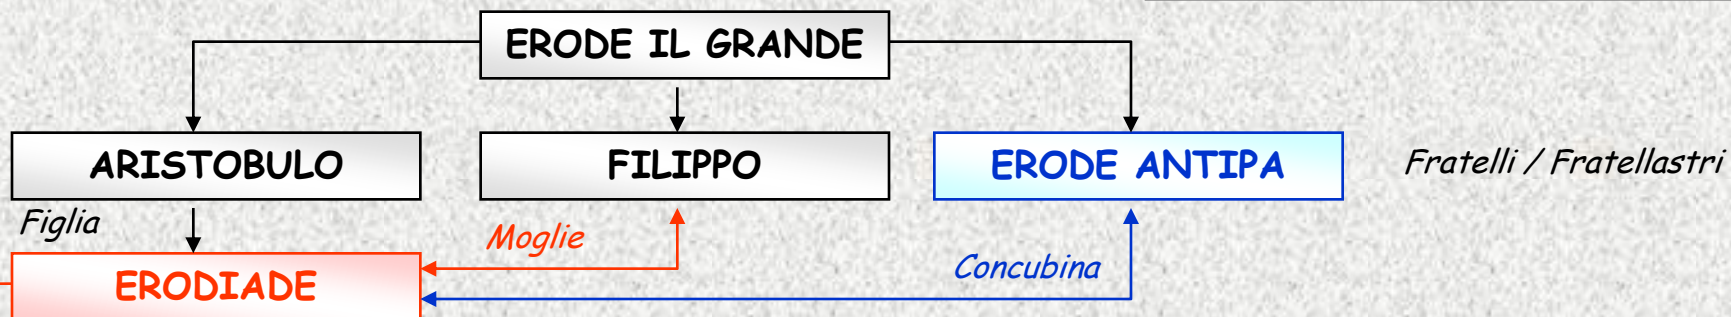 ERODE IL GRANDE
ARISTOBULO
FILIPPO
ERODE ANTIPA
Fratelli / Fratellastri
Figlia
Moglie
Concubina
ERODIADE